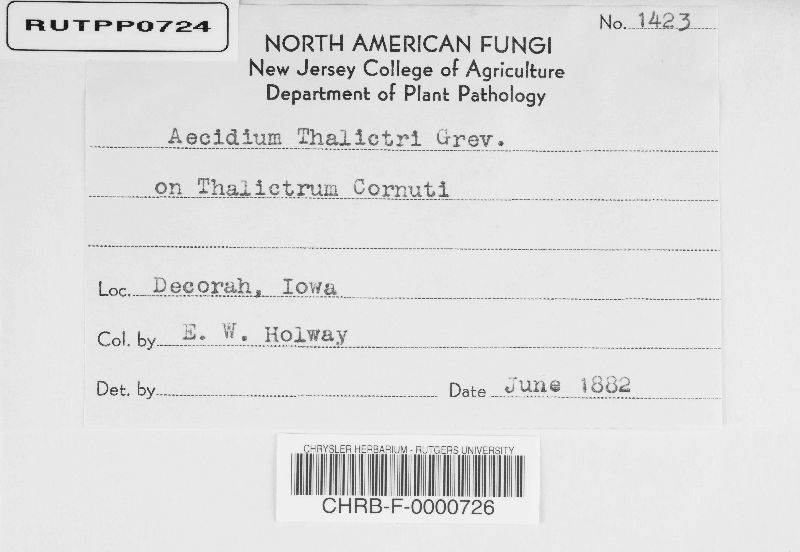 RUTPP0724
No. 1423
NORTH AMERICAN FUNGI
New Jersey College of Agriculture
Department of Plant Pathology
Aecidium Thalictri Grev.
on Thalictrum Cornuti
Loc. Decorah, Iowa
Col. by E. W. Holway
Det. by
Date June 1882
CHRYSLER HERBARIUM - RUTGERS UNIVERSITY
CHRB-F-0000726